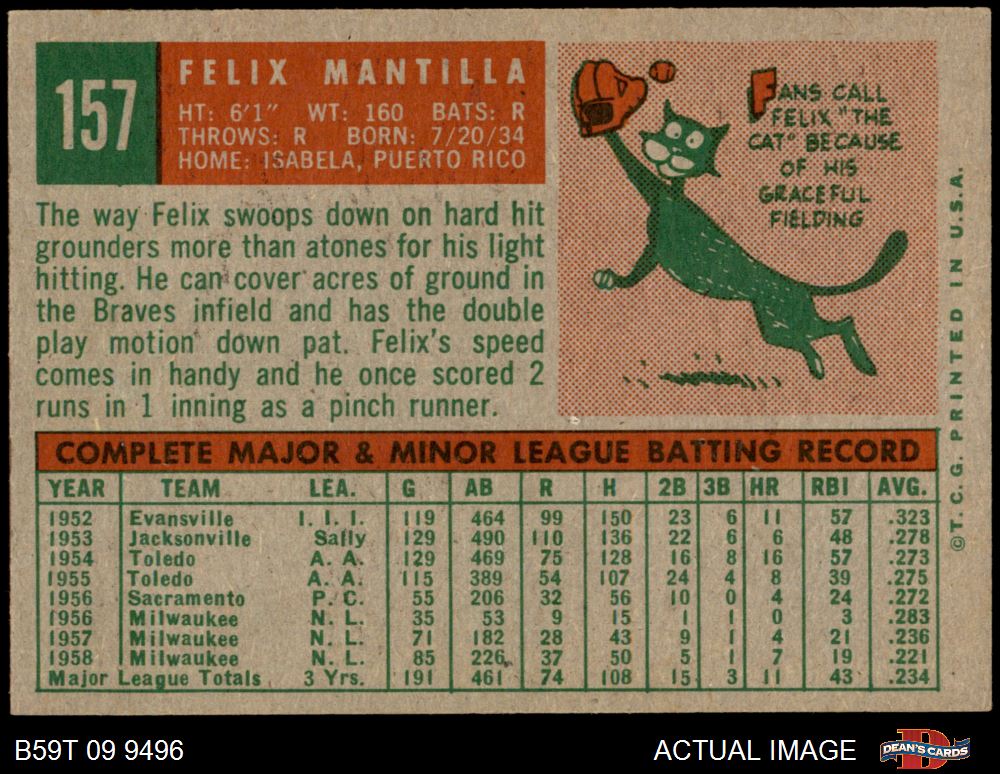 157
FELIX MANTILLA
HT: 6'1" WT: 160 BATS: R
THROWS: R BORN: 7/20/34
HOME: ISABELA, PUERTO RICO
The way Felix swoops down on hard hit
grounders more than atones for his light
hitting. He can cover acres of ground in
the Braves infield and has the double
play motion down pat. Felix's speed
comes in handy and he once scored 2
runs in 1 inning as a pinch runner.
FANS CALL
FELIX "THE
CAT" BECAUSE
OF HIS
GRACEFUL
FIELDING
©T. C. G. PRINTED IN U.S.A.
COMPLETE MAJOR & MINOR LEAGUE BATTING RECORD
YEAR TEAM LEA. G AB R H 2B 3B HR RBI AVG.
1952 Evansville I. I. I. 119 464 99 150 23 6 11 57 .323
1953 Jacksonville Sally 129 490 110 136 22 6 6 48 .278
1954 Toledo A. A. 129 469 75 128 16 8 16 57 .273
1955 Toledo A. A. 115 389 54 107 24 4 8 39 .275
1956 Sacramento P. C. 55 206 32 56 10 0 4 24 .272
1956 Milwaukee N. L. 35 53 9 15 1 1 0 3 .283
1957 Milwaukee N. L. 71 182 28 43 9 1 4 21 .236
1958 Milwaukee N. L. 85 226 37 50 5 1 7 19 .221
Major League Totals 3 Yrs. 191 461 74 108 15 3 11 43 .234
B59T 09 9496
ACTUAL IMAGE
DEAN'S CARDS